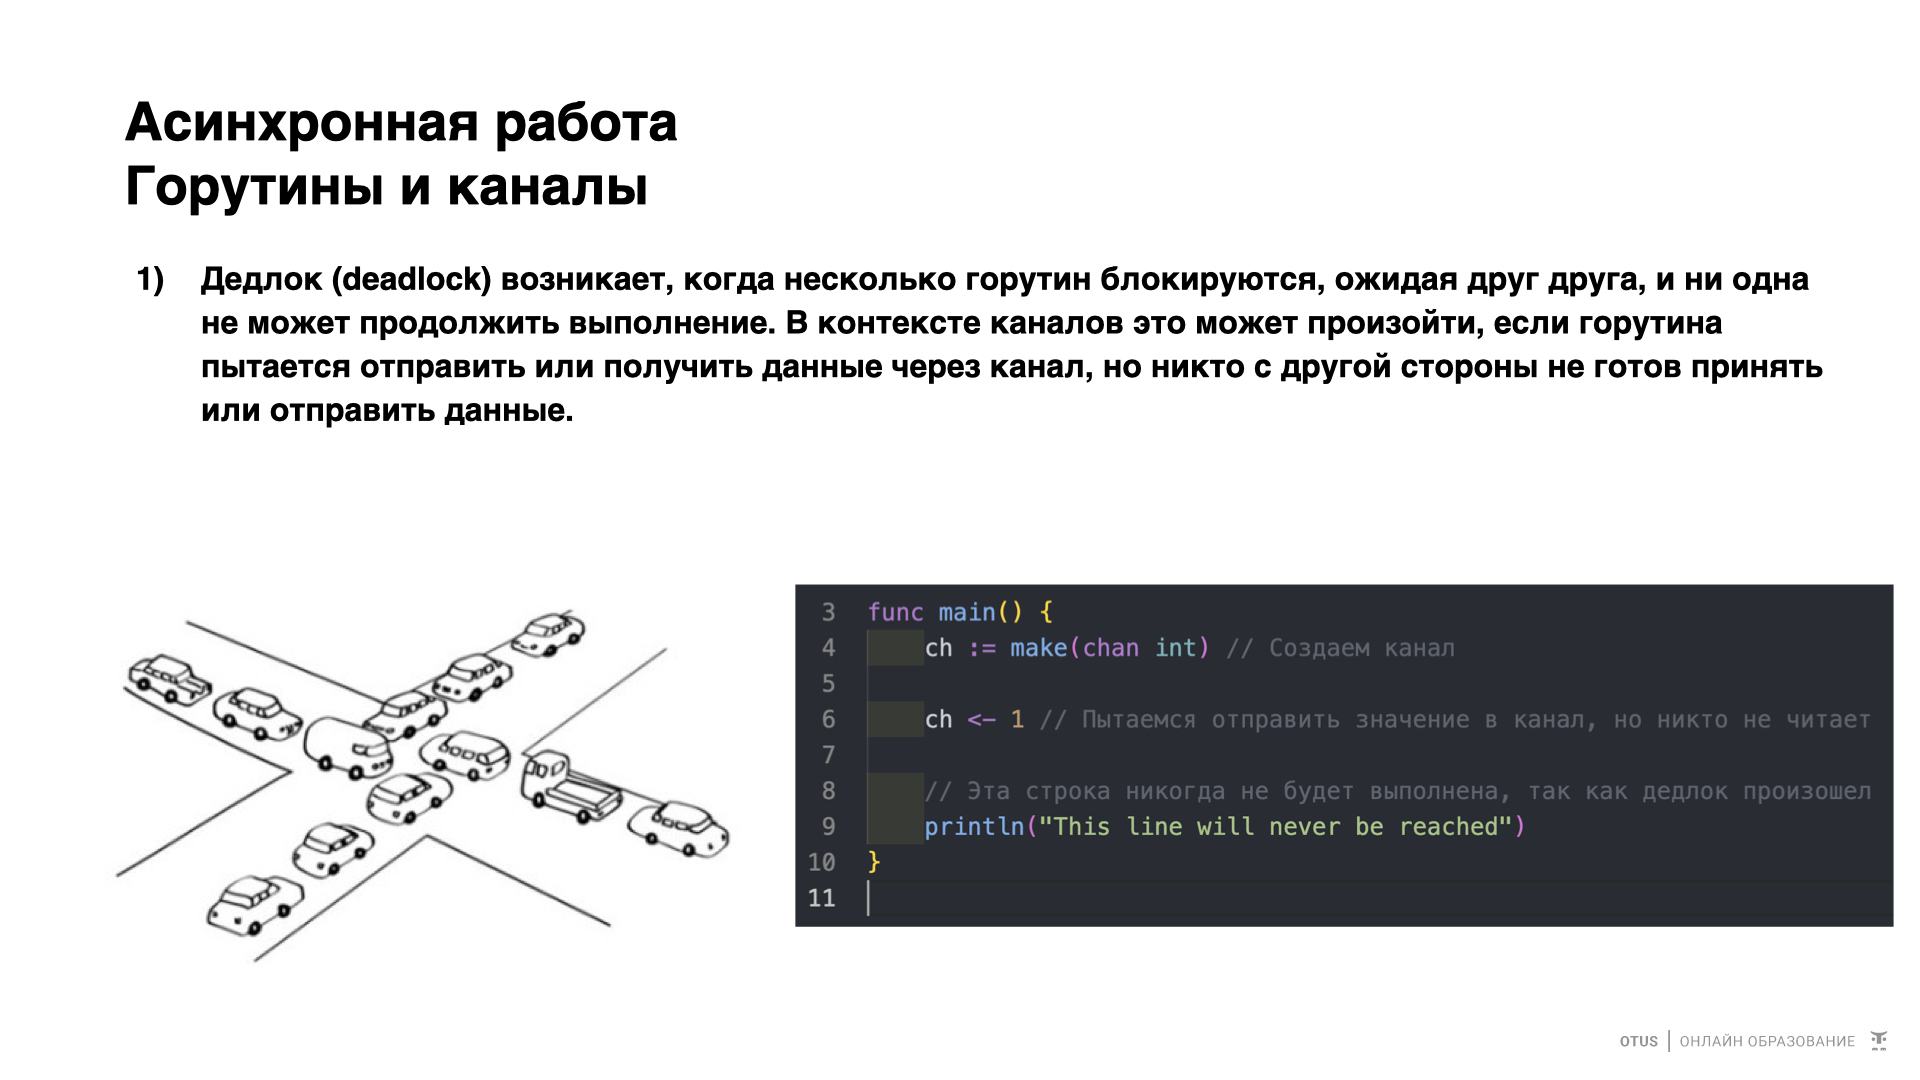 Асинхронная работа
Горутины и каналы
1) Дедлок (deadlock) возникает, когда несколько горутин блокируются, ожидая друг друга, и ни одна
не может продолжить выполнение. В контексте каналов это может произойти, если горутина
пытается отправить или получить данные через канал, но никто с другой стороны не готов принять
или отправить данные.
3 func main() {
4 ch := make(chan int) // Создаем канал
5
6 ch <- 1 // Пытаемся отправить значение в канал, но никто не читает
7
8 // Эта строка никогда не будет выполнена, так как дедлок произошел
9 println("This line will never be reached")
10 }
11
OTUS | ОНЛАЙН ОБРАЗОВАНИЕ